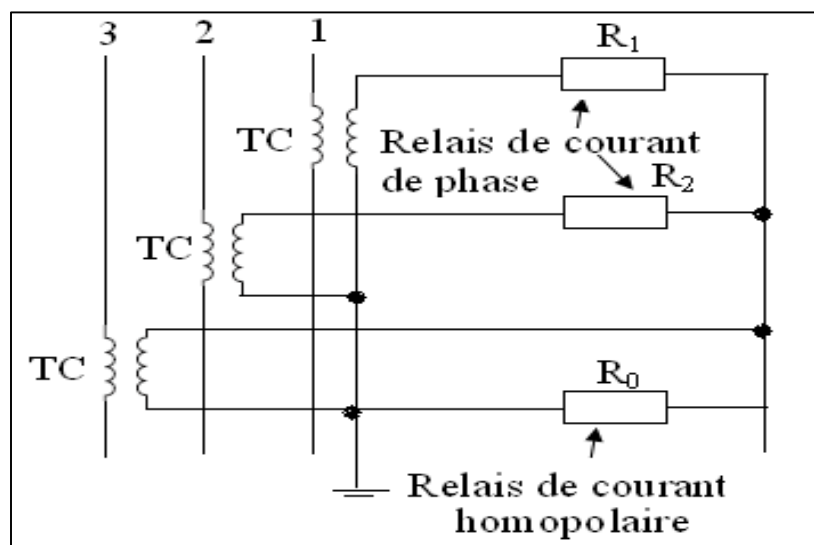 3 2 1
R₁
TC
Relais de courant
de phase
R₂
TC
TC
R₀
Relais de courant
homopolaire